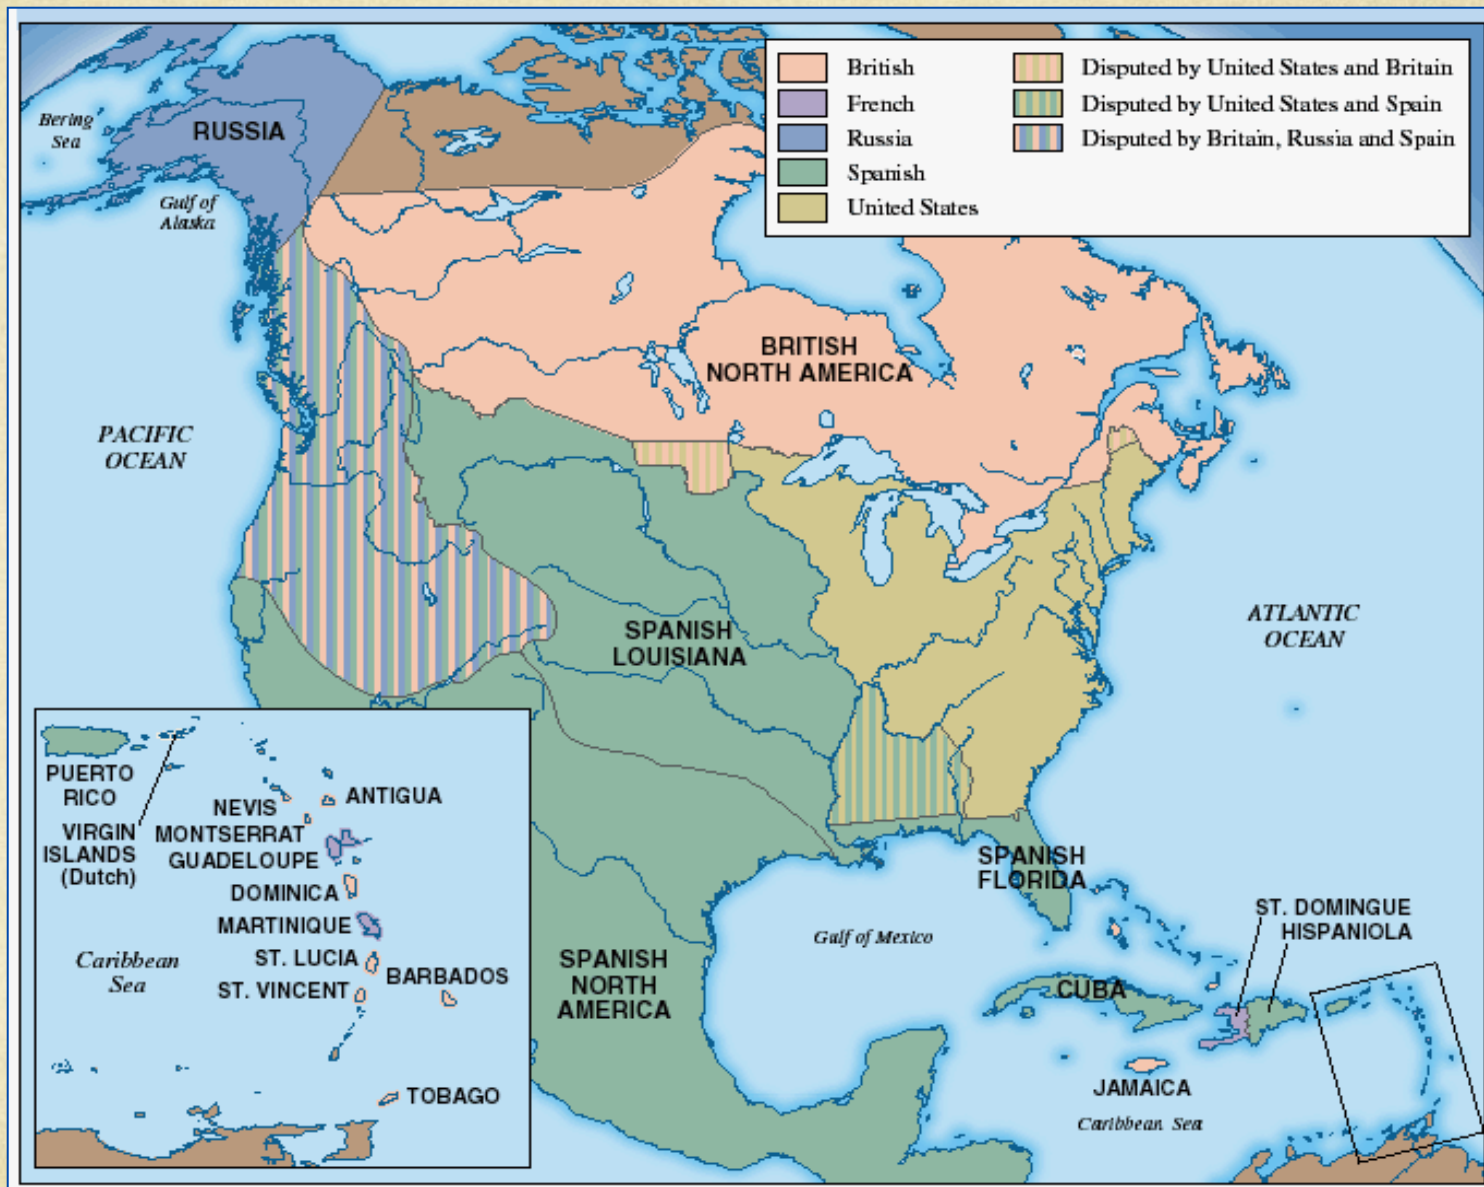 British
French
Russia
Spanish
United States
Disputed by United States and Britain
Disputed by United States and Spain
Disputed by Britain, Russia and Spain
Bering
Sea
RUSSIA
Gulf of
Alaska
BRITISH
NORTH AMERICA
PACIFIC
OCEAN
ATLANTIC
OCEAN
SPANISH
LOUISIANA
SPANISH
FLORIDA
Gulf of Mexico
SPANISH
NORTH
AMERICA
ST. DOMINGUE
HISPANIOLA
CUBA
JAMAICA
Caribbean Sea
PUERTO
RICO
VIRGIN
ISLANDS
(Dutch)
NEVIS
ANTIGUA
MONTSERRAT
GUADELOUPE
DOMINICA
MARTINIQUE
ST. LUCIA
BARBADOS
ST. VINCENT
Caribbean
Sea
TOBAGO